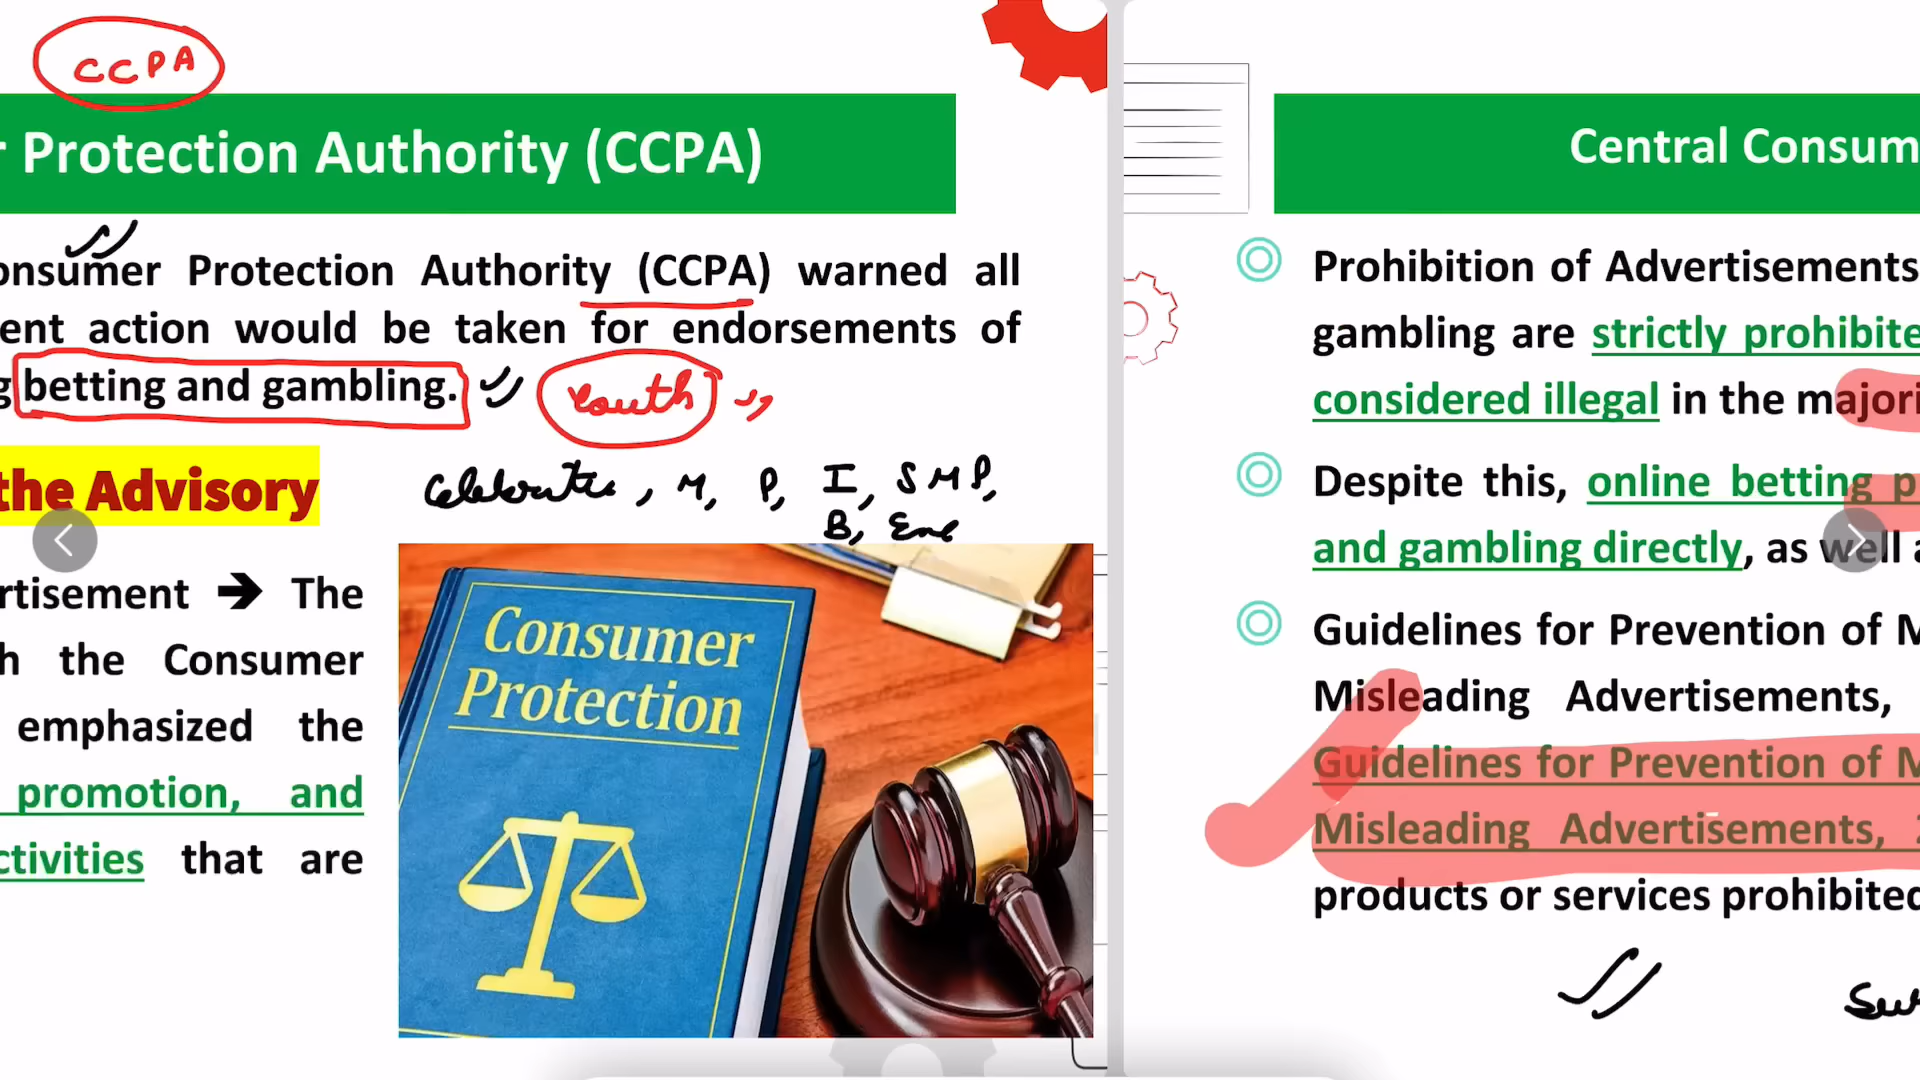 CCPA
r Protection Authority (CCPA)
onsumer Protection Authority (CCPA) warned all
ent action would be taken for endorsements of
g betting and gambling.
Youth
the Advisory
Celebrities, M, P, I, SMP,
B, End
rtisement ➔ The
h the Consumer
emphasized the
promotion, and
ctivities that are
Consumer
Protection
Central Consum
Prohibition of Advertisements
gambling are strictly prohibite
considered illegal in the majori
Despite this, online betting p
and gambling directly, as well a
Guidelines for Prevention of M
Misleading Advertisements,
Guidelines for Prevention of M
Misleading Advertisements, 2
products or services prohibited